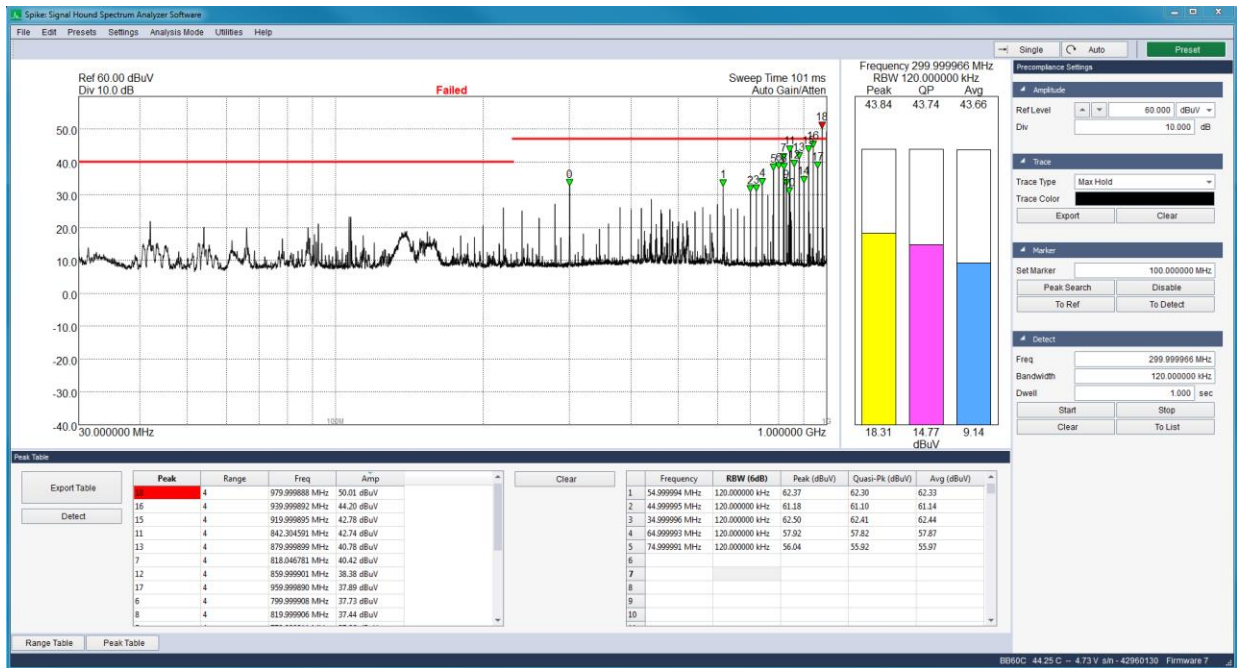 Spike: Signal Hound Spectrum Analyzer Software
File Edit Presets Settings Analysis Mode Utilities Help
Single Auto Preset
Ref 60.00 dBuV
Div 10.0 dB
Failed
Sweep Time 101 ms
Auto Gain/Atten
50.0
40.0
30.0
20.0
10.0
0.0
-10.0
-20.0
-30.0
-40.0
0
1
4
7
11
13
14
16
17
18
100M
30.000000 MHz
1.000000 GHz
Frequency 299.999966 MHz
RBW 120.000000 kHz
Peak QP Avg
43.84 43.74 43.66
18.31 14.77 9.14
dBuV
Precompliance Settings
Amplitude
Ref Level 60.000 dBuV
Div 10.000 dB
Trace
Trace Type Max Hold
Trace Color
Export Clear
Marker
Set Marker 100.000000 MHz
Peak Search Disable
To Ref To Detect
Detect
Freq 299.999966 MHz
Bandwidth 120.000000 kHz
Dwell 1.000 sec
Start Stop
Clear To List
Peak Table
Export Table
Detect
Peak Range Freq Amp
18 4 979.999888 MHz 50.01 dBuV
16 4 939.999892 MHz 44.20 dBuV
15 4 919.999895 MHz 42.78 dBuV
11 4 842.304591 MHz 42.74 dBuV
13 4 879.999899 MHz 40.78 dBuV
7 4 818.046781 MHz 40.42 dBuV
12 4 859.999901 MHz 38.38 dBuV
17 4 959.999890 MHz 37.89 dBuV
6 4 799.999908 MHz 37.73 dBuV
8 4 819.999906 MHz 37.44 dBuV
Clear
Frequency RBW (6dB) Peak (dBuV) Quasi-Pk (dBuV) Avg (dBuV)
1 54.999994 MHz 120.000000 kHz 62.37 62.30 62.33
2 44.999995 MHz 120.000000 kHz 61.18 61.10 61.14
3 34.999996 MHz 120.000000 kHz 62.50 62.41 62.44
4 64.999993 MHz 120.000000 kHz 57.92 57.82 57.87
5 74.999991 MHz 120.000000 kHz 56.04 55.92 55.97
6
7
8
9
10
Range Table Peak Table
BB60C 44.25 C -- 4.73 V s/n - 42960130 Firmware 7